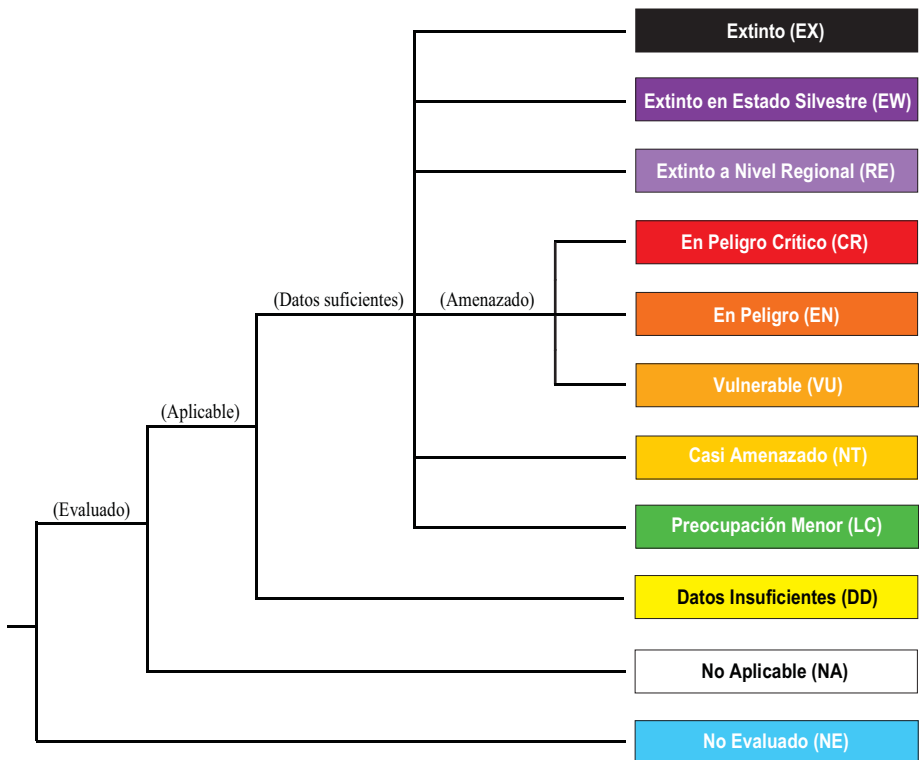 Extinto (EX)
Extinto en Estado Silvestre (EW)
Extinto a Nivel Regional (RE)
En Peligro Crítico (CR)
(Datos suficientes)
(Amenazado)
En Peligro (EN)
Vulnerable (VU)
(Aplicable)
Casi Amenazado (NT)
(Evaluado)
Preocupación Menor (LC)
Datos Insuficientes (DD)
No Aplicable (NA)
No Evaluado (NE)